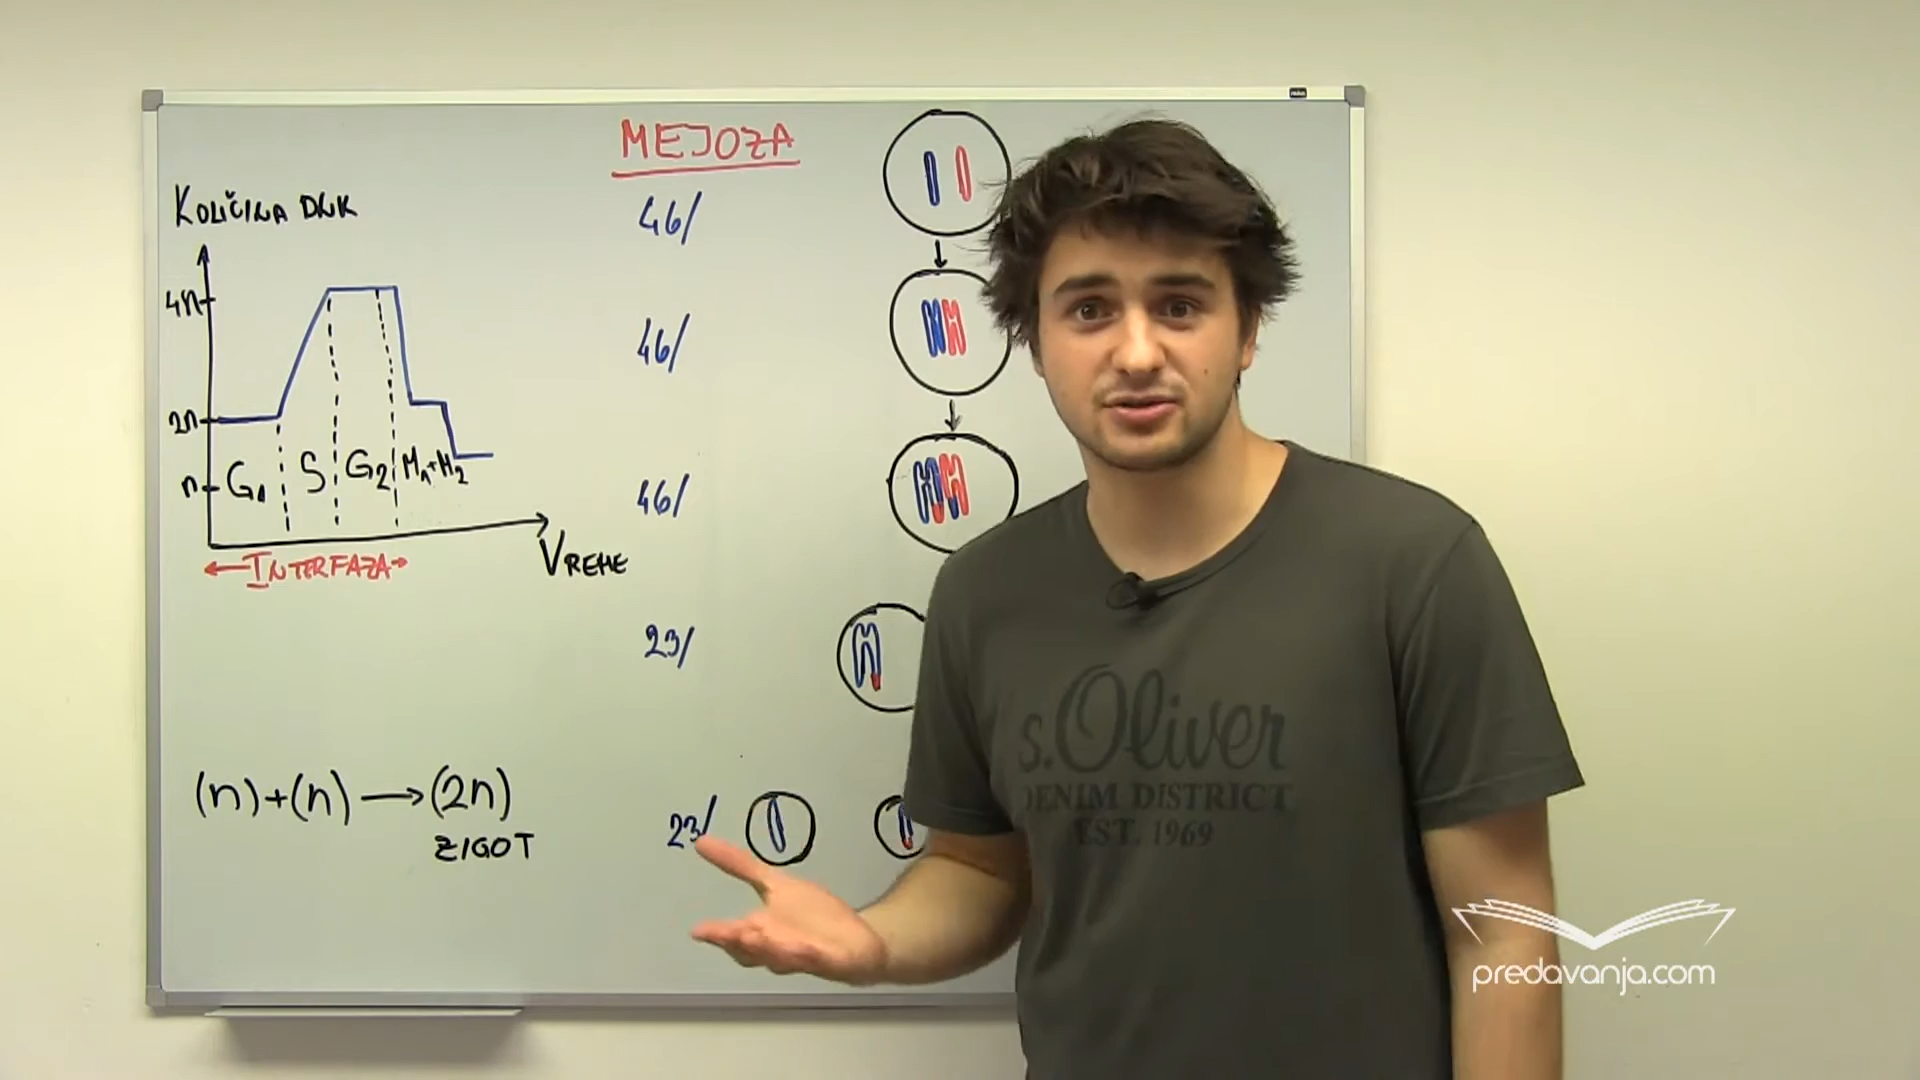 MEJOZA
KOLIČINA DNK
4n
2n
n
G₁ S G₂ M₁+M₂
INTERFAZA
VREME
46/
46/
46/
23/
23/
(n)+(n)→(2n)
ZIGOT
s.Oliver
DENIM DISTRICT
EST. 1969
predavanja.com